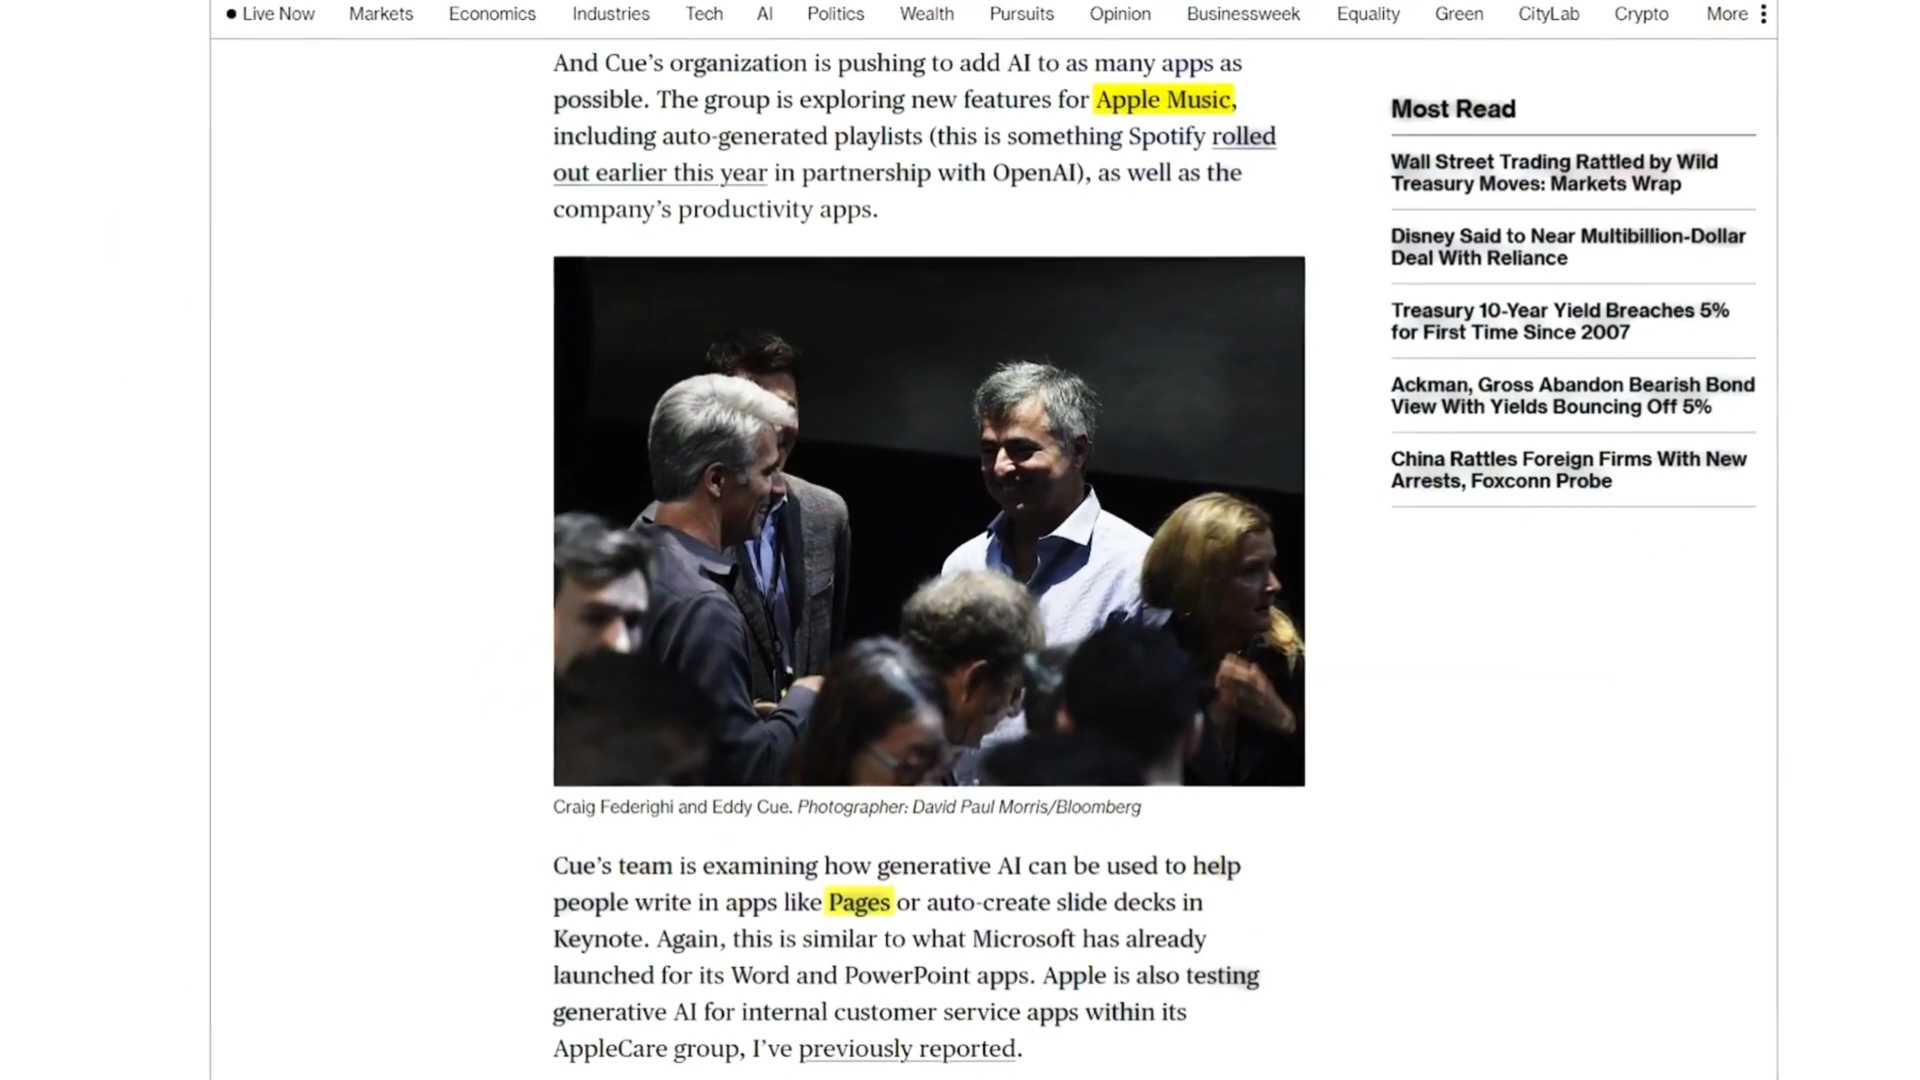 Live Now Markets Economics Industries Tech AI Politics Wealth Pursuits Opinion Businessweek Equality Green CityLab Crypto More
And Cue's organization is pushing to add AI to as many apps as
possible. The group is exploring new features for Apple Music,
including auto-generated playlists (this is something Spotify rolled
out earlier this year in partnership with OpenAI), as well as the
company's productivity apps.
Craig Federighi and Eddy Cue. Photographer: David Paul Morris/Bloomberg
Cue's team is examining how generative AI can be used to help
people write in apps like Pages or auto-create slide decks in
Keynote. Again, this is similar to what Microsoft has already
launched for its Word and PowerPoint apps. Apple is also testing
generative AI for internal customer service apps within its
AppleCare group, I've previously reported.
Most Read
Wall Street Trading Rattled by Wild
Treasury Moves: Markets Wrap
Disney Said to Near Multibillion-Dollar
Deal With Reliance
Treasury 10-Year Yield Breaches 5%
for First Time Since 2007
Ackman, Gross Abandon Bearish Bond
View With Yields Bouncing Off 5%
China Rattles Foreign Firms With New
Arrests, Foxconn Probe